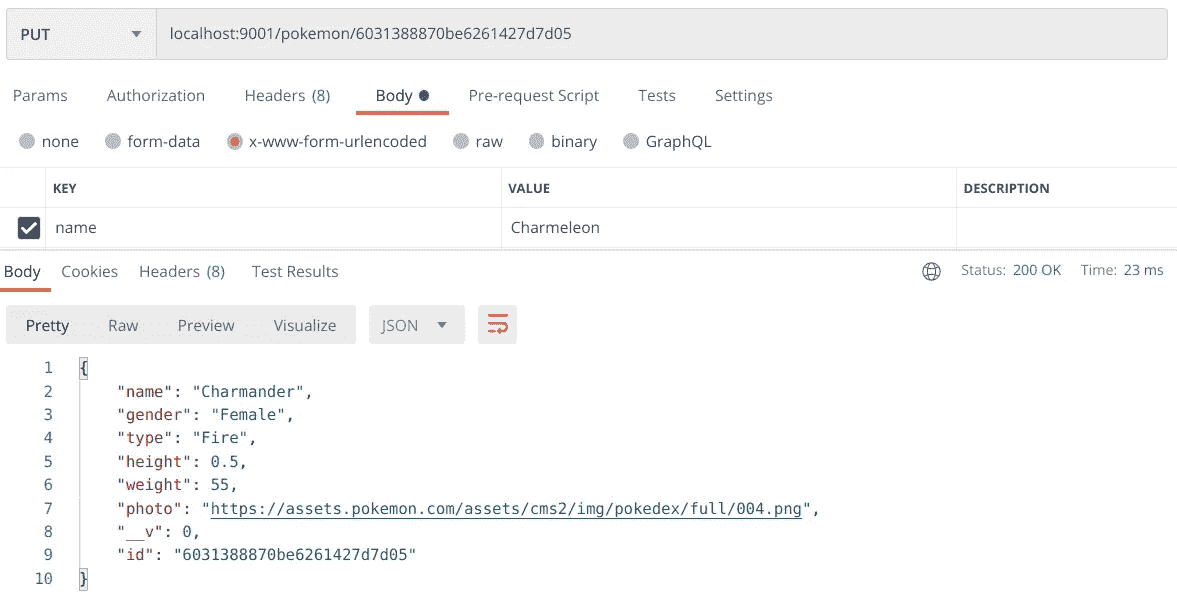 PUT localhost:9001/pokemon/6031388870be6261427d7d05
Params Authorization Headers (8) Body Pre-request Script Tests Settings
none form-data x-www-form-urlencoded raw binary GraphQL
KEY VALUE DESCRIPTION
name Charmeleon
Body Cookies Headers (8) Test Results Status: 200 OK Time: 23 ms
Pretty Raw Preview Visualize JSON
1 {
2 "name": "Charmander",
3 "gender": "Female",
4 "type": "Fire",
5 "height": 0.5,
6 "weight": 55,
7 "photo": "https://assets.pokemon.com/assets/cms2/img/pokedex/full/004.png",
8 "__v": 0,
9 "id": "6031388870be6261427d7d05"
10 }